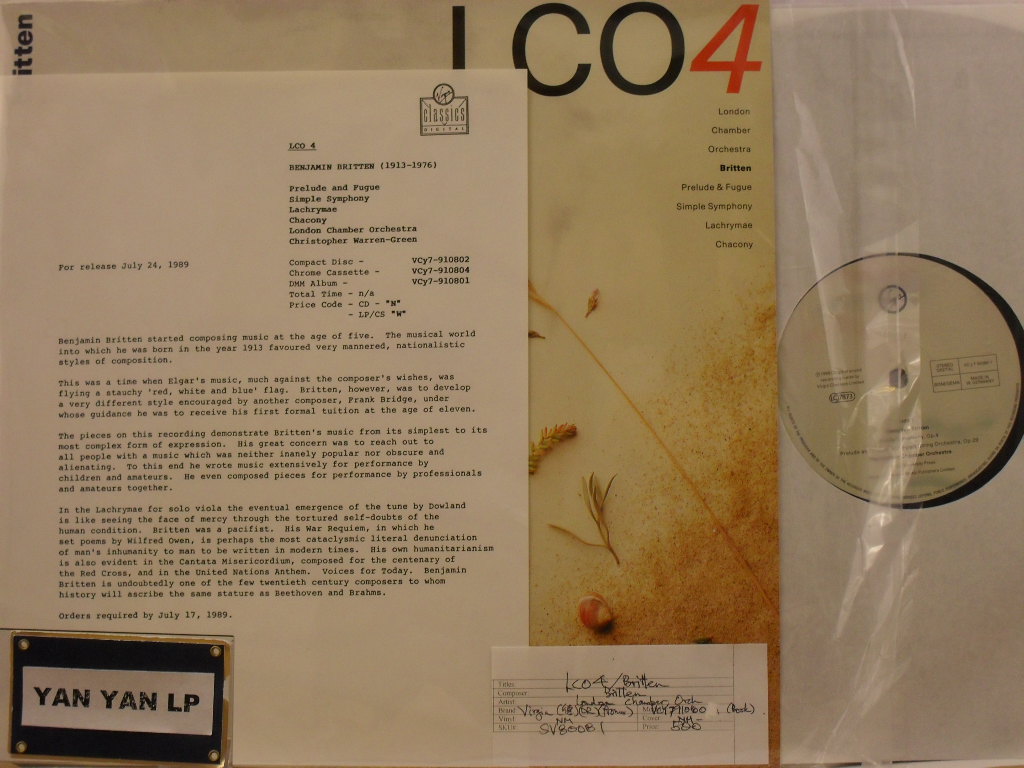 itten
LCO4
London
Chamber
Orchestra
Britten
Prelude & Fugue
Simple Symphony
Lachrymae
Chacony
Virgin
classics
DIGITAL
LCO 4
BENJAMIN BRITTEN (1913-1976)
Prelude and Fugue
Simple Symphony
Lachrymae
Chacony
London Chamber Orchestra
Christopher Warren-Green
For release July 24, 1989
Compact Disc - VCy7-910802
Chrome Cassette - VCy7-910804
DMM Album - VCy7-910801
Total Time - n/a
Price Code - CD - "N"
- LP/CS "W"
Benjamin Britten started composing music at the age of five. The musical world
into which he was born in the year 1913 favoured very mannered, nationalistic
styles of composition.
This was a time when Elgar's music, much against the composer's wishes, was
flying a stauchy 'red, white and blue' flag. Britten, however, was to develop
a very different style encouraged by another composer, Frank Bridge, under
whose guidance he was to receive his first formal tuition at the age of eleven.
The pieces on this recording demonstrate Britten's music from its simplest to its
most complex form of expression. His great concern was to reach out to
all people with a music which was neither inanely popular nor obscure and
alienating. To this end he wrote music extensively for performance by
children and amateurs. He even composed pieces for performance by professionals
and amateurs together.
In the Lachrymae for solo viola the eventual emergence of the tune by Dowland
is like seeing the face of mercy through the tortured self-doubts of the
human condition. Britten was a pacifist. His War Requiem, in which he
set poems by Wilfred Owen, is perhaps the most cataclysmic literal denunciation
of man's inhumanity to man to be written in modern times. His own humanitarianism
is also evident in the Cantata Misericordium, composed for the centenary of
the Red Cross, and in the United Nations Anthem. Voices for Today. Benjamin
Britten is undoubtedly one of the few twentieth century composers to whom
history will ascribe the same stature as Beethoven and Brahms.
Orders required by July 17, 1989.
YAN YAN LP
Titles: LCO4/Britten
Composer: Britten
Artist: London Chamber Orch
Brand Virgin
Vinyl: NM Cover: NM-
SKU# SV8008 Price: 580
STEREO
DIGITAL
MADE IN
W. GERMANY
Chamber Orchestra